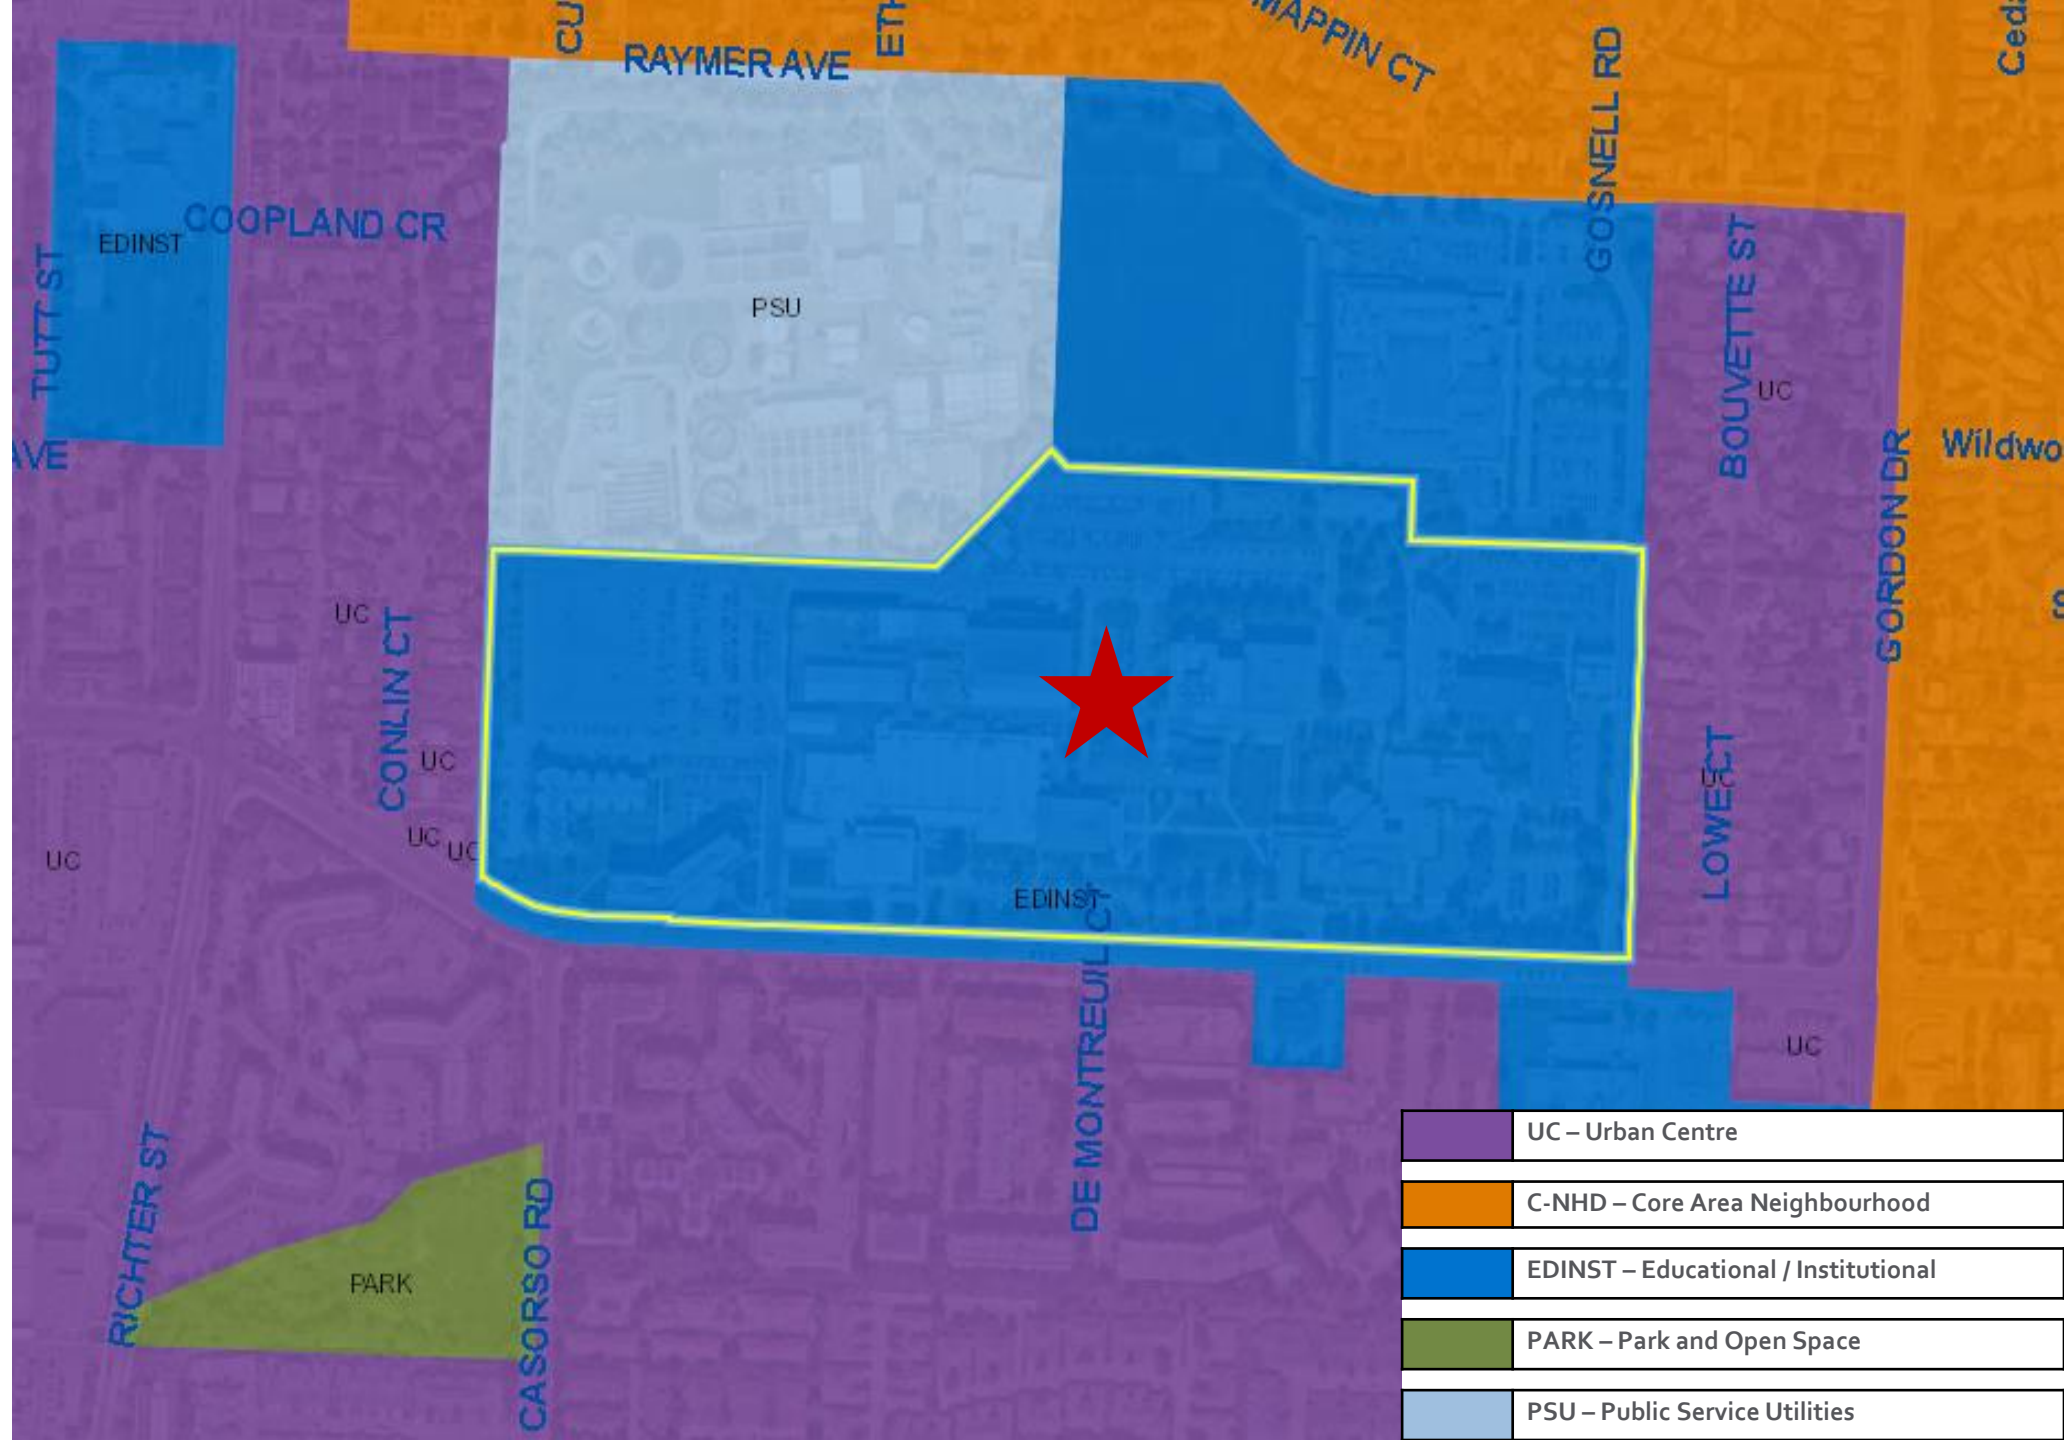 CU
ETH
MAPPIN CT
RAYMER AVE
GOSNELL RD
Ceda
COOPLAND CR
EDINST
TUTT ST
PSU
BOUVETTE ST
UC
AVE
Wildwo
GORDON DR
UC
CONLIN CT
UC
UC
UC
UC
LOWE CT
UC
EDINST
DE MONTREUIL CT
UC
RICHTER ST
PARK
CASORSO RD
UC – Urban Centre
C-NHD – Core Area Neighbourhood
EDINST – Educational / Institutional
PARK – Park and Open Space
PSU – Public Service Utilities